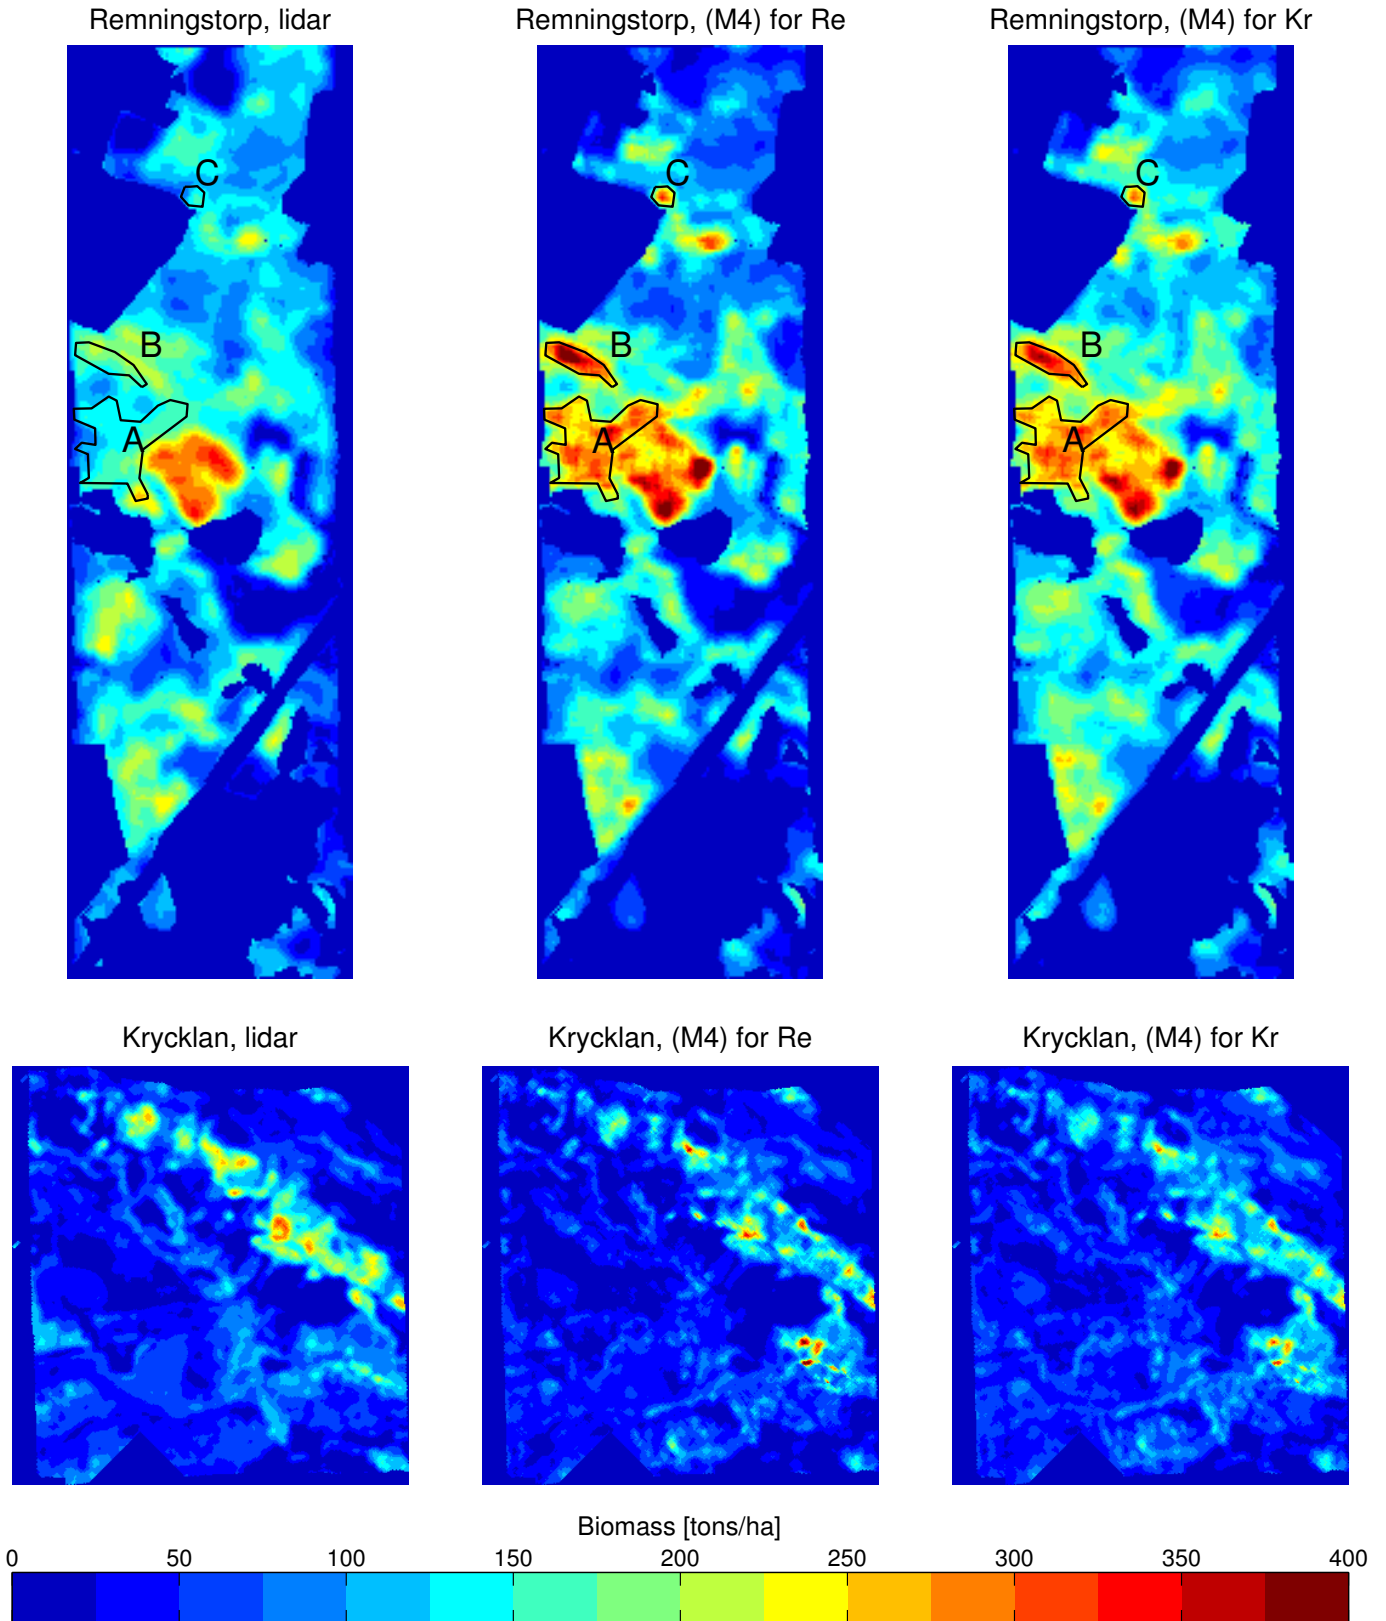 Remningstorp, lidar
Remningstorp, (M4) for Re
Remningstorp, (M4) for Kr
C
C
C
B
B
B
A
A
A
Krycklan, lidar
Krycklan, (M4) for Re
Krycklan, (M4) for Kr
Biomass [tons/ha]
0 50 100 150 200 250 300 350 400